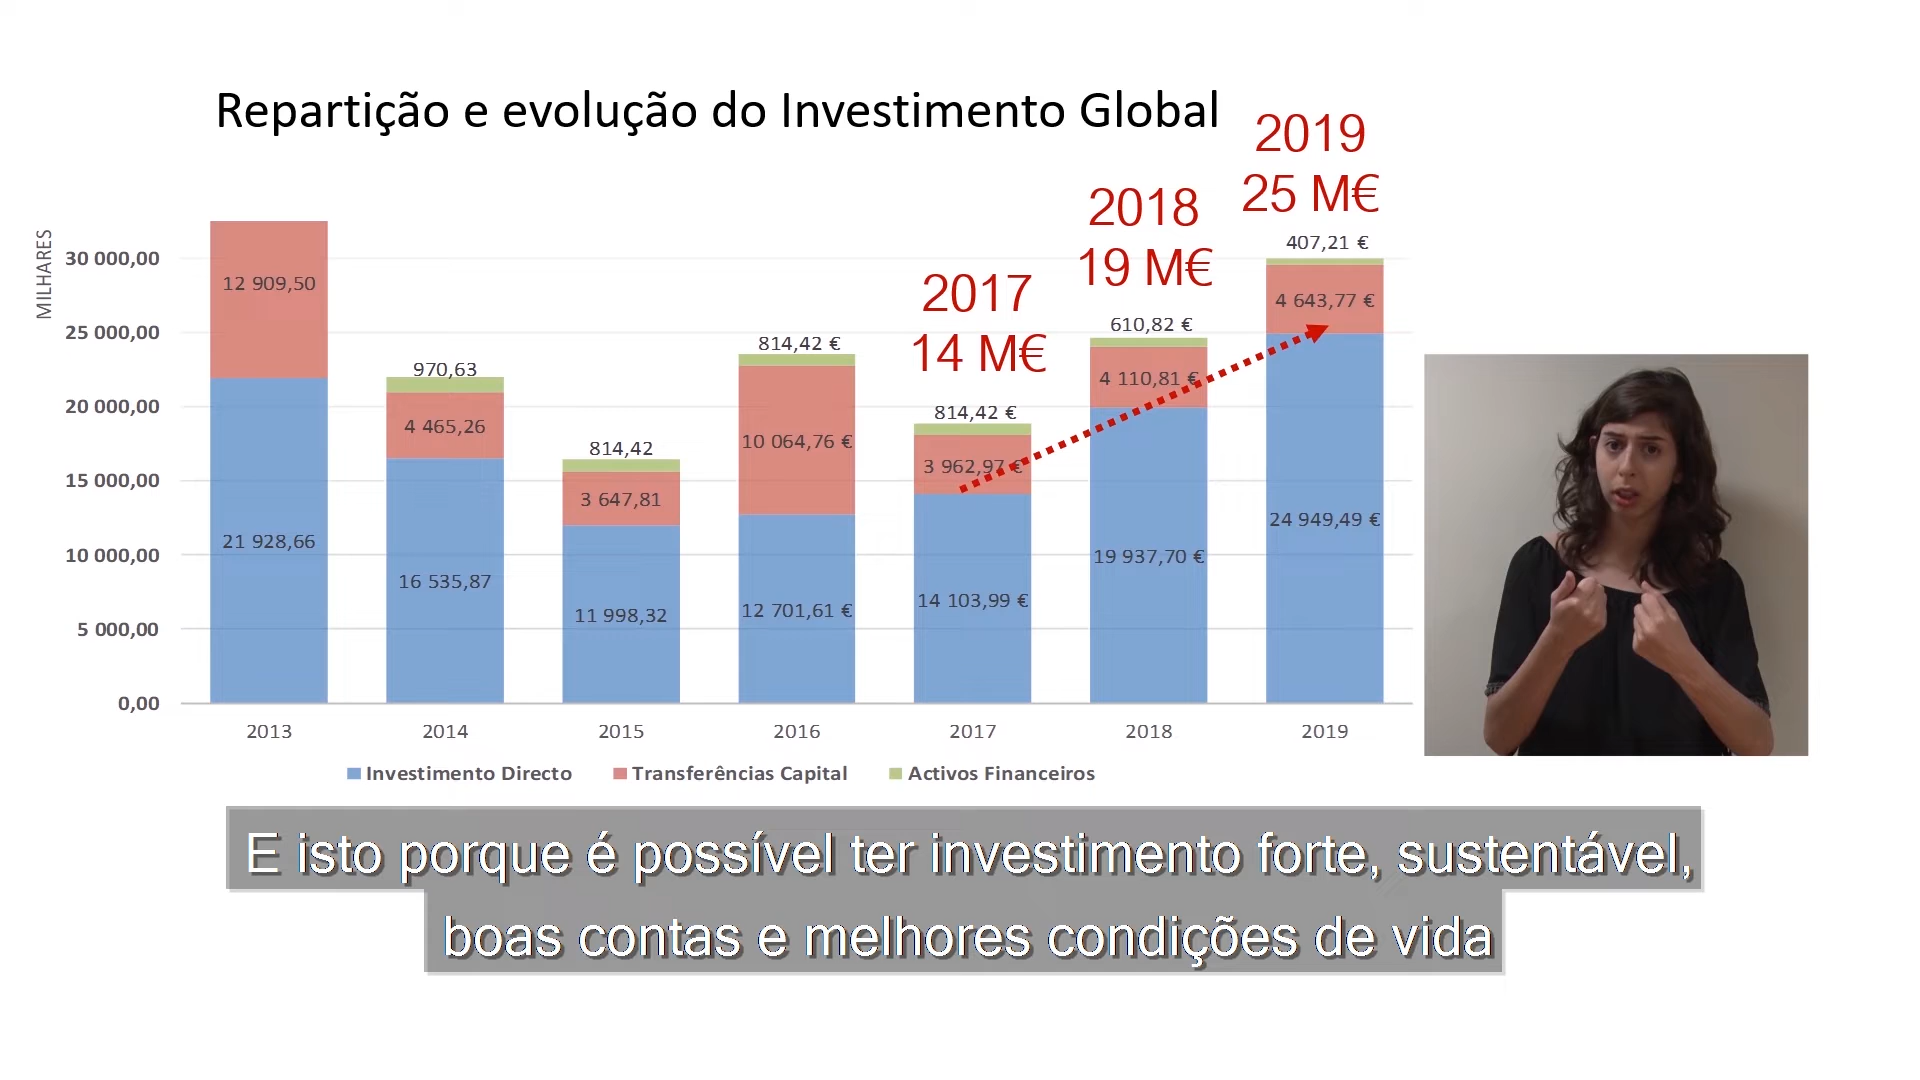 Repartição e evolução do Investimento Global
2019
25 M€
2018
19 M€
2017
14 M€
MILHARES
30 000,00
25 000,00
20 000,00
15 000,00
10 000,00
5 000,00
0,00
12 909,50
21 928,66
970,63
4 465,26
16 535,87
814,42
3 647,81
11 998,32
814,42 €
10 064,76 €
12 701,61 €
814,42 €
3 962,97 €
14 103,99 €
610,82 €
4 110,81 €
19 937,70 €
407,21 €
4 643,77 €
24 949,49 €
2013
2014
2015
2016
2017
2018
2019
Investimento Directo
Transferências Capital
Activos Financeiros
E isto porque é possível ter investimento forte, sustentável,
boas contas e melhores condições de vida